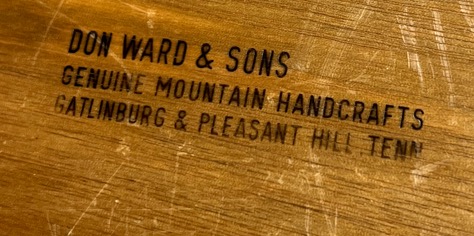 DON WARD & SONS
GENUINE MOUNTAIN HANDCRAFTS
GATLINBURG & PLEASANT HILL TENN